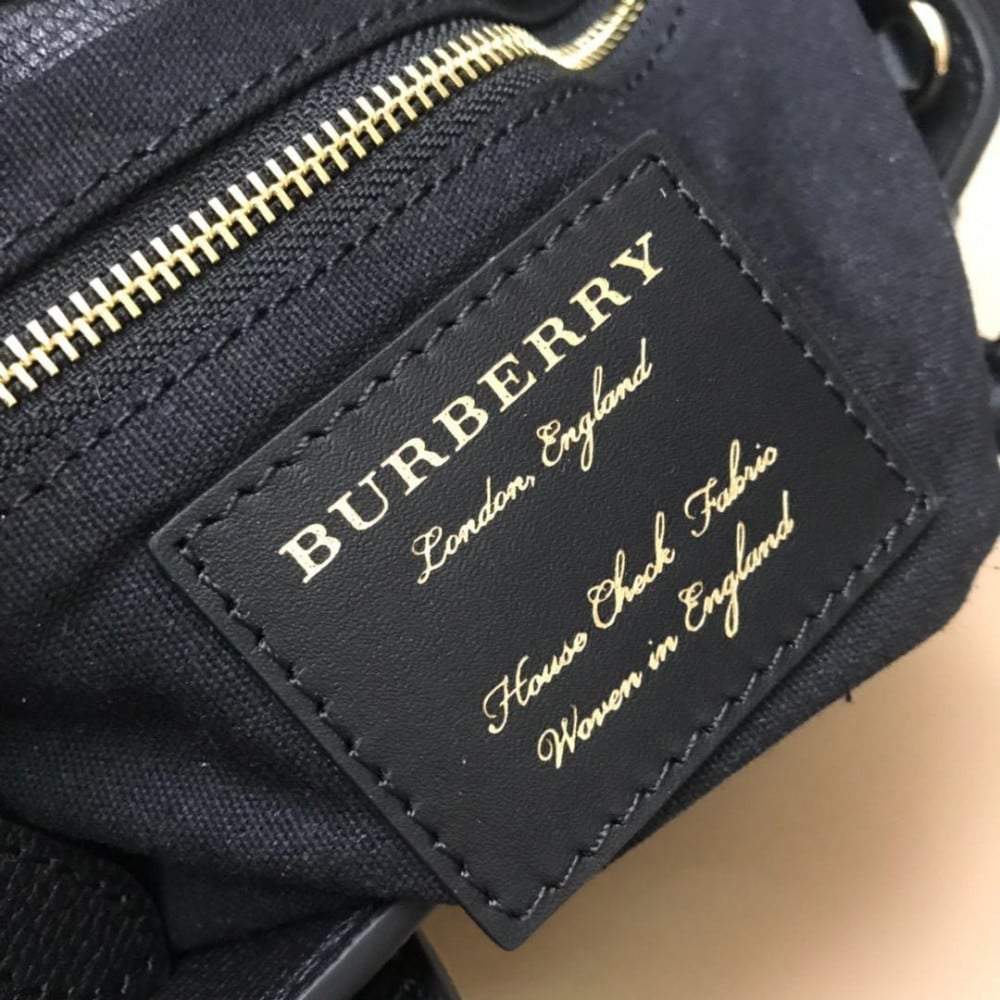 BURBERRY
London, England
House Check Fabric
Woven in England